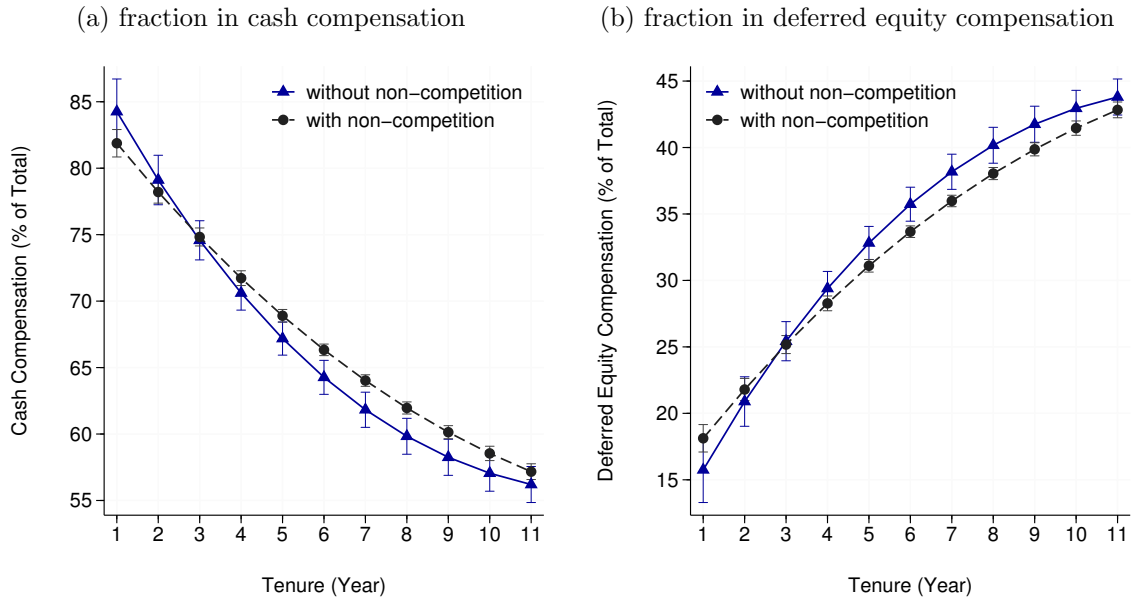 (a) fraction in cash compensation
Cash Compensation (% of Total)
85
80
75
70
65
60
55
without non−competition
with non−competition
1 2 3 4 5 6 7 8 9 10 11
Tenure (Year)
(b) fraction in deferred equity compensation
Deferred Equity Compensation (% of Total)
45
40
35
30
25
20
15
without non−competition
with non−competition
1 2 3 4 5 6 7 8 9 10 11
Tenure (Year)